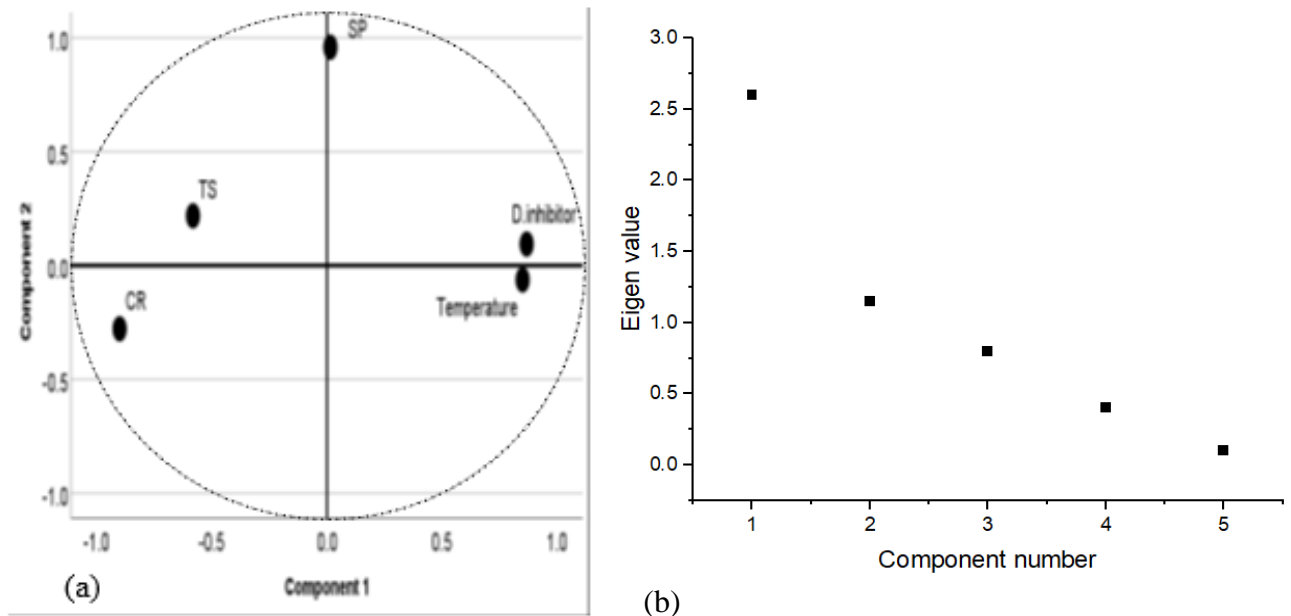 SP
1.0
0.5
TS
D.inhibitor
0.0
Temperature
CR
-0.5
-1.0
Component 2
-1.0 -0.5 0.0 0.5 1.0
Component 1
(a)
3.0
2.5
2.0
1.5
1.0
0.5
0.0
Eigen value
1 2 3 4 5
Component number
(b)